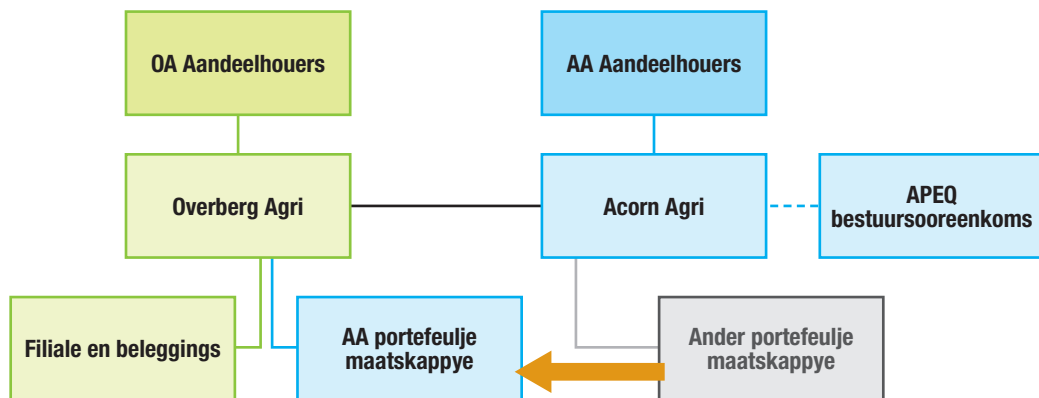 OA Aandeelhouers
AA Aandeelhouers
Overberg Agri
Acorn Agri
APEQ
bestuursooreenkoms
Filiale en beleggings
AA portefeulje
maatskappye
Ander portefeulje
maatskappye